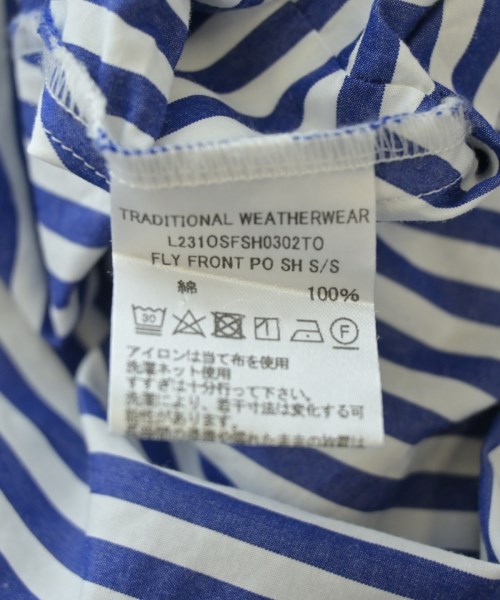 TRADITIONAL WEATHERWEAR
L231OSFSH0302TO
FLY FRONT PO SH S/S
綿 100%
30 F
アイロンは当て布を使用
洗濯ネット使用
すすぎは十分行って下さい。
洗濯により、若干寸法は変化する可
能性があります。